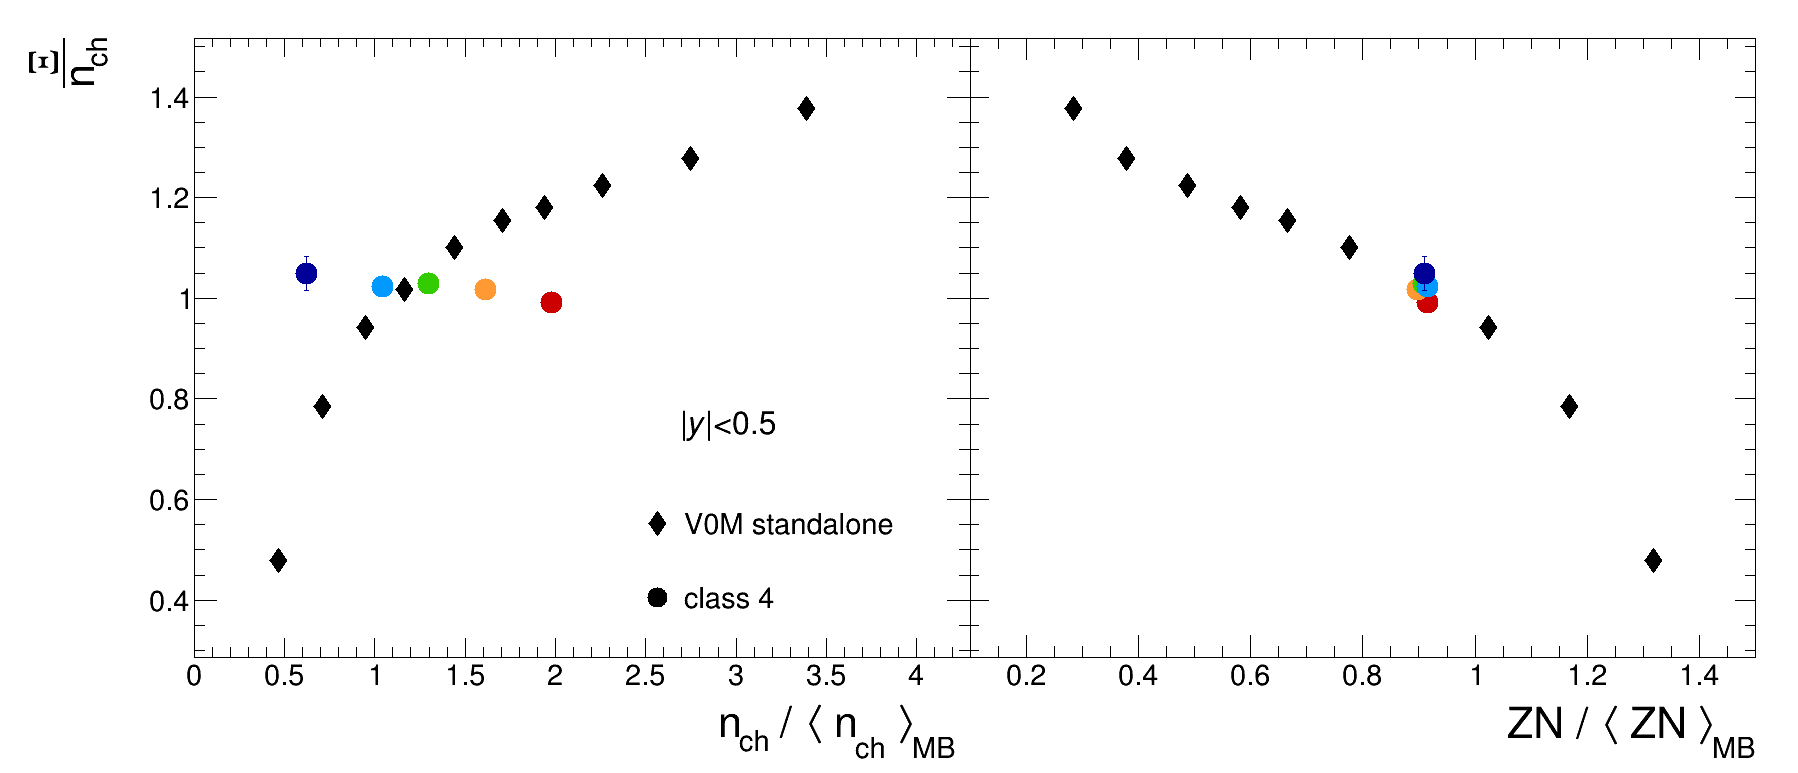 Ξ|n_ch
1.4
1.2
1
0.8
0.6
0.4
|y|<0.5
V0M standalone
class 4
0 0.5 1 1.5 2 2.5 3 3.5 4
0.2 0.4 0.6 0.8 1 1.2 1.4
n_ch / ⟨ n_ch ⟩_MB
ZN / ⟨ ZN ⟩_MB